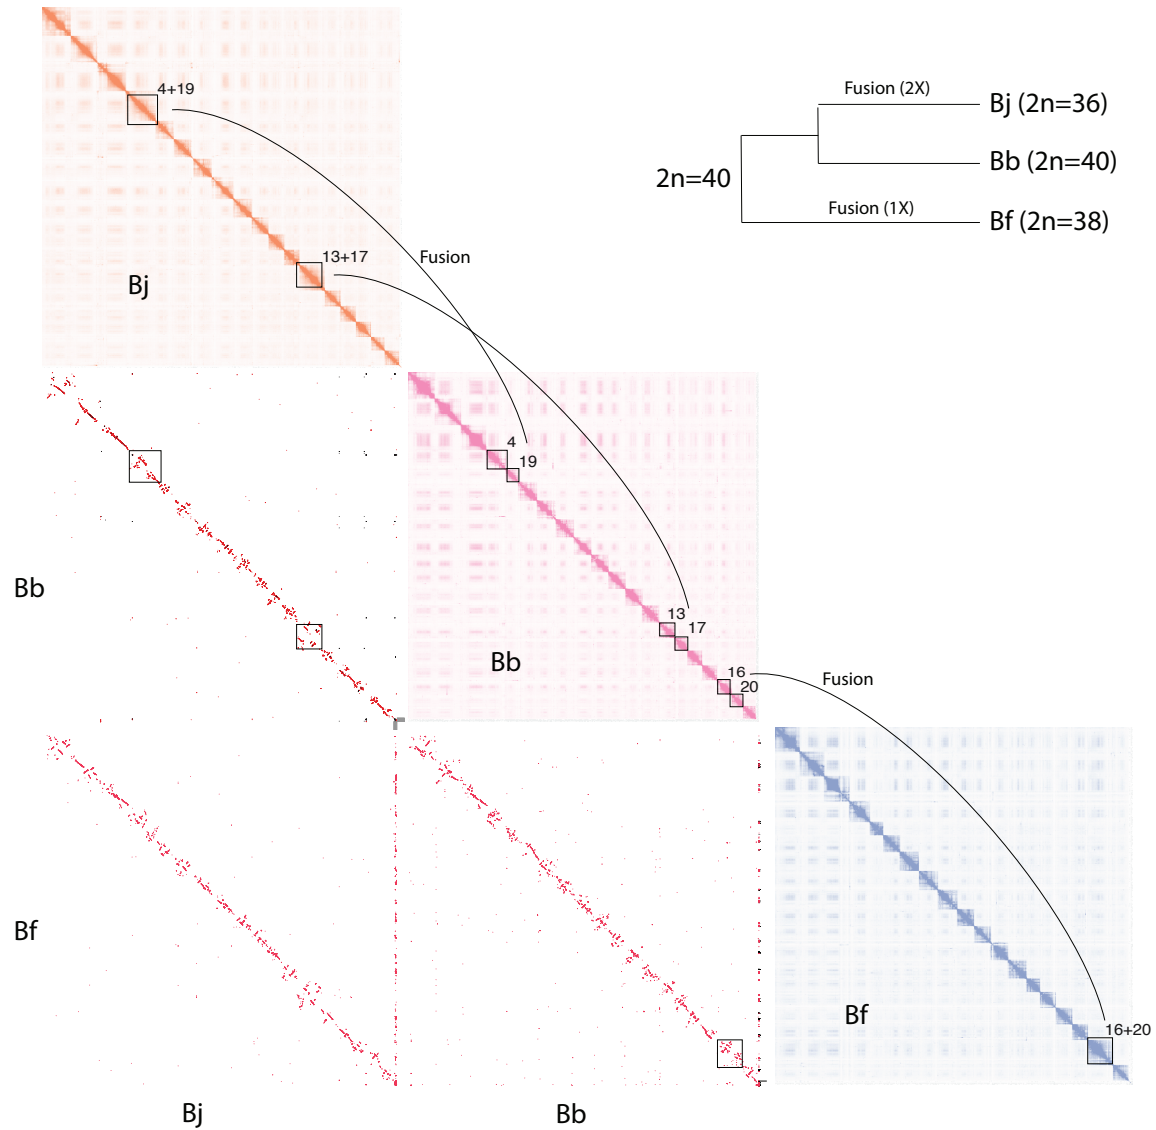 4+19
Fusion (2X)
Bj (2n=36)
Bb (2n=40)
2n=40
Fusion (1X)
Bf (2n=38)
13+17
Fusion
Bj
4
19
Bb
13
17
Bb
16
Fusion
20
Bf
Bf
16+20
Bj
Bb